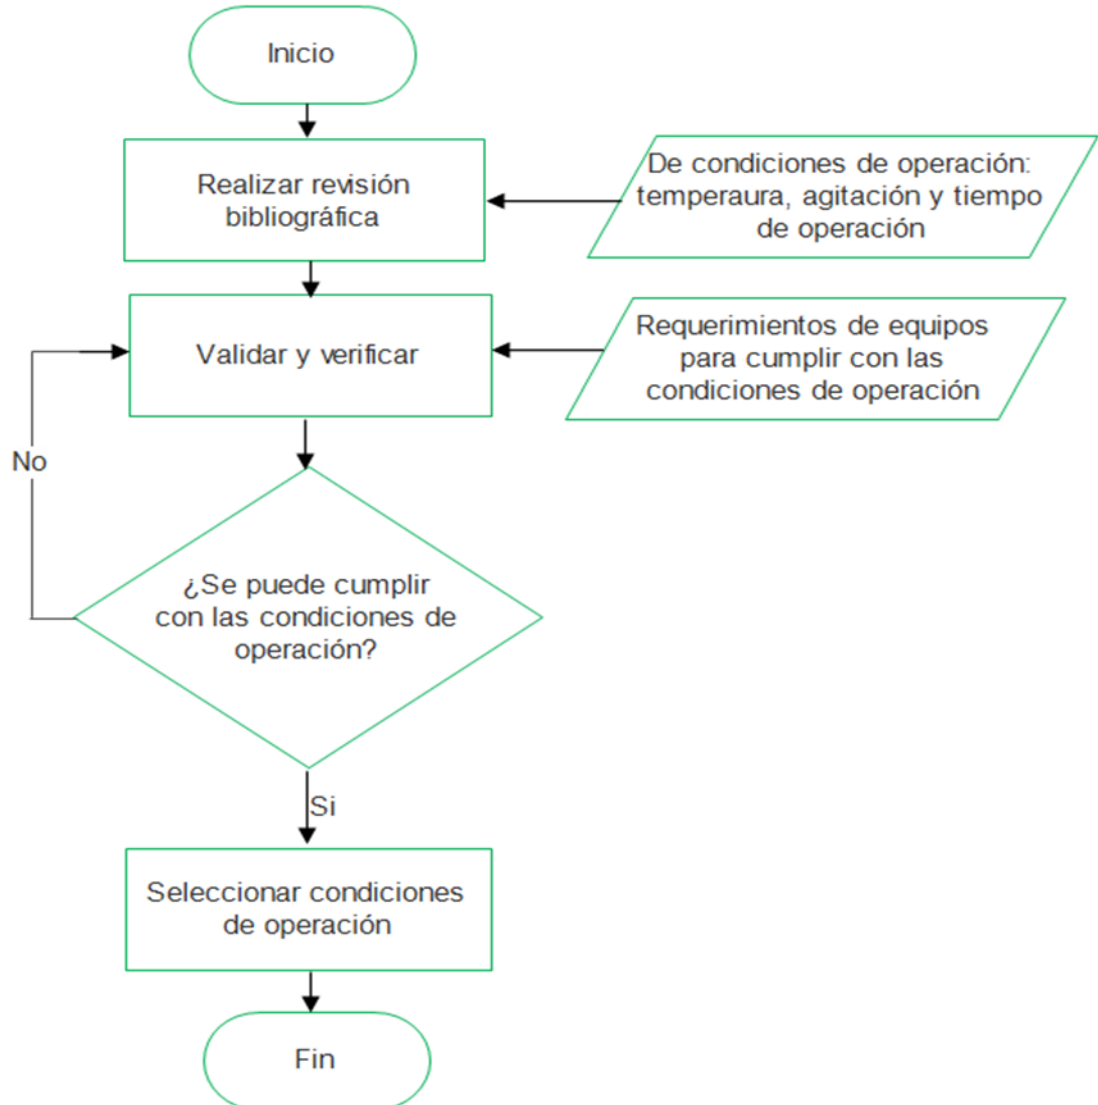 Inicio
Realizar revisión
bibliográfica
De condiciones de operación:
temperaura, agitación y tiempo
de operación
Validar y verificar
Requerimientos de equipos
para cumplir con las
condiciones de operación
No
¿Se puede cumplir
con las condiciones de
operación?
Si
Seleccionar condiciones
de operación
Fin